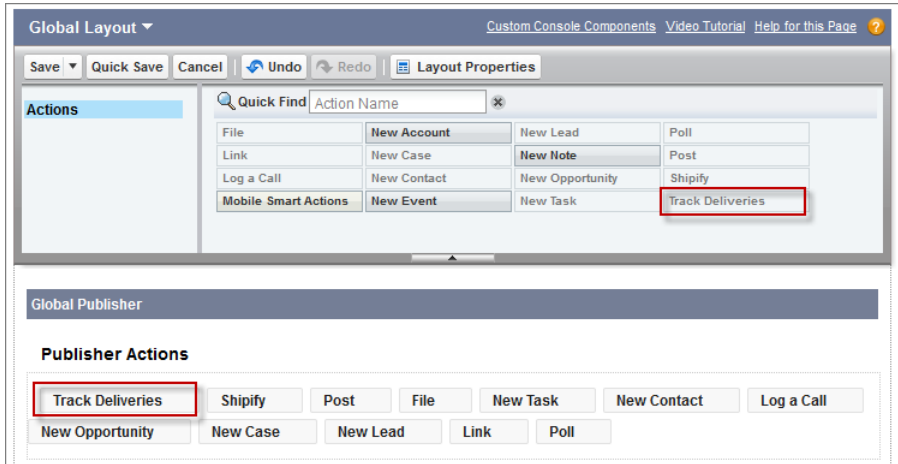 Global Layout Custom Console Components Video Tutorial Help for this Page ?
Save Quick Save Cancel Undo Redo Layout Properties
Actions
Quick Find Action Name
File New Account New Lead Poll
Link New Case New Note Post
Log a Call New Contact New Opportunity Shipify
Mobile Smart Actions New Event New Task Track Deliveries
Global Publisher
Publisher Actions
Track Deliveries Shipify Post File New Task New Contact Log a Call
New Opportunity New Case New Lead Link Poll